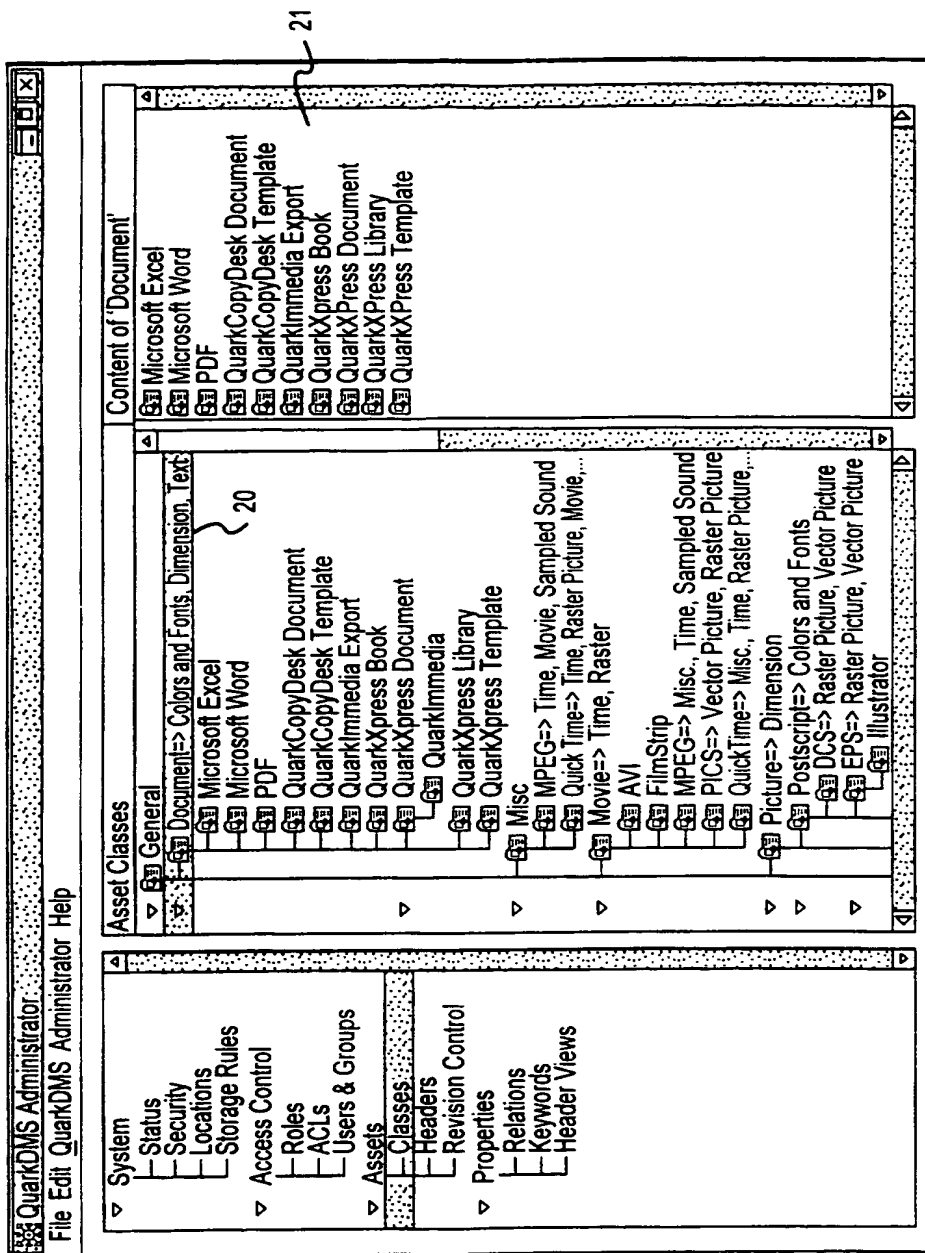 QuarkDMS Administrator
File Edit QuarkDMS Administrator Help
System
Status
Security
Locations
Storage Rules
Access Control
Roles
ACLs
Users & Groups
Assets
Classes
Headers
Revision Control
Properties
Relations
Keywords
Header Views
Asset Classes
General
Document=> Colors and Fonts, Dimension, Text
20
Microsoft Excel
Microsoft Word
PDF
QuarkCopyDesk Document
QuarkCopyDesk Template
QuarkImmedia Export
QuarkXpress Book
QuarkXpress Document
QuarkImmedia
QuarkXpress Library
QuarkXpress Template
Misc
MPEG=> Time, Movie, Sampled Sound
Quick Time=> Time, Raster Picture, Movie,...
Movie=> Time, Raster
AVI
FilmStrip
MPEG=> Misc., Time, Sampled Sound
PICS=> Vector Picture, Raster Picture
QuickTime=> Misc, Time, Raster Picture,...
Picture=> Dimension
Postscript=> Colors and Fonts
DCS=> Raster Picture, Vector Picture
EPS=> Raster Picture, Vector Picture
Illustrator
Content of 'Document'
Microsoft Excel
Microsoft Word
PDF
QuarkCopyDesk Document
QuarkCopyDesk Template
QuarkImmedia Export
QuarkXpress Book
QuarkXPress Document
QuarkXPress Library
QuarkXPress Template
21